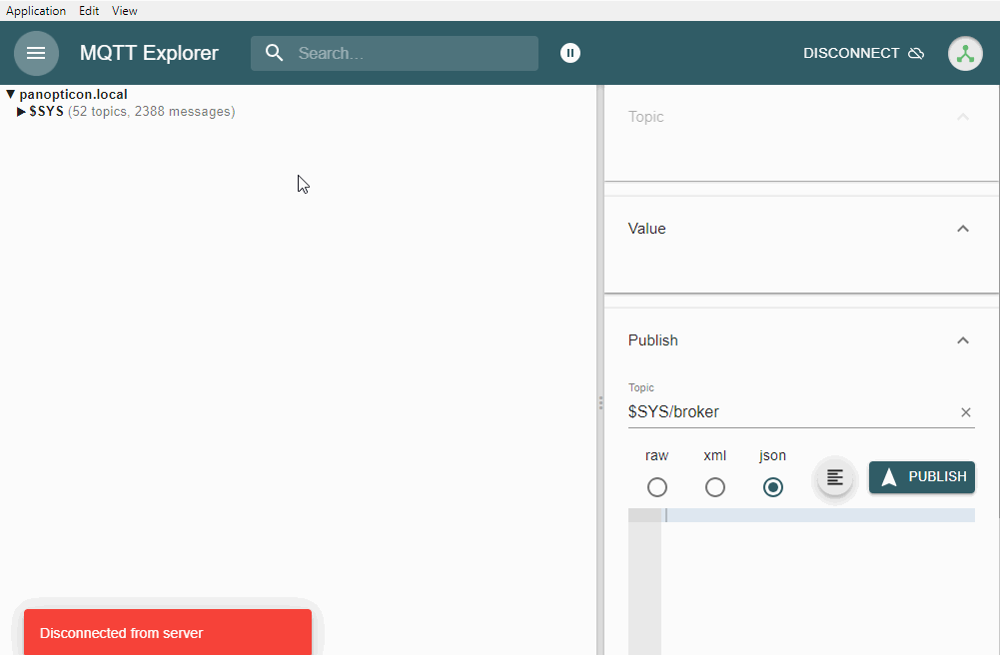 Application Edit View
MQTT Explorer Search... DISCONNECT
▼ panopticon.local
▶ $SYS (52 topics, 2388 messages)
Topic
Value
Publish
Topic
$SYS/broker
raw xml json
PUBLISH
Disconnected from server